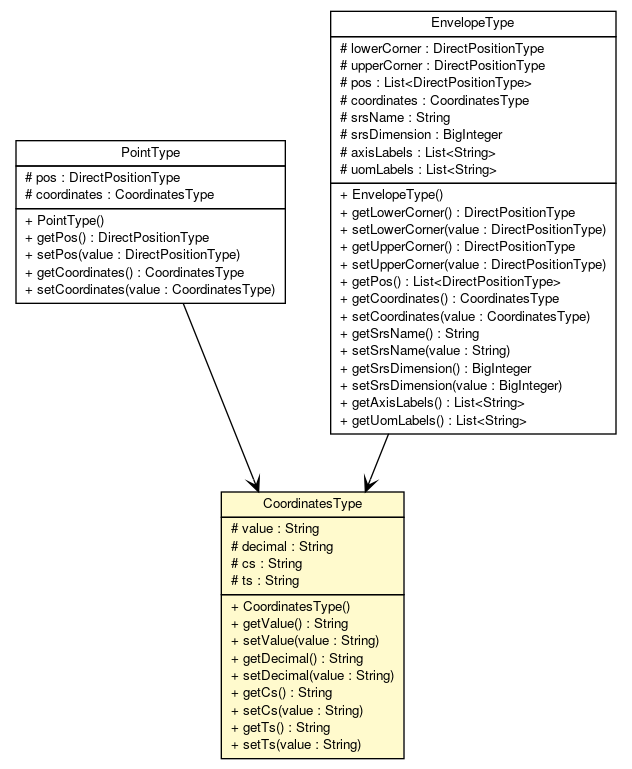 EnvelopeType
# lowerCorner : DirectPositionType
# upperCorner : DirectPositionType
# pos : List<DirectPositionType>
# coordinates : CoordinatesType
# srsName : String
# srsDimension : BigInteger
# axisLabels : List<String>
# uomLabels : List<String>
+ EnvelopeType()
+ getLowerCorner() : DirectPositionType
+ setLowerCorner(value : DirectPositionType)
+ getUpperCorner() : DirectPositionType
+ setUpperCorner(value : DirectPositionType)
+ getPos() : List<DirectPositionType>
+ getCoordinates() : CoordinatesType
+ setCoordinates(value : CoordinatesType)
+ getSrsName() : String
+ setSrsName(value : String)
+ getSrsDimension() : BigInteger
+ setSrsDimension(value : BigInteger)
+ getAxisLabels() : List<String>
+ getUomLabels() : List<String>
PointType
# pos : DirectPositionType
# coordinates : CoordinatesType
+ PointType()
+ getPos() : DirectPositionType
+ setPos(value : DirectPositionType)
+ getCoordinates() : CoordinatesType
+ setCoordinates(value : CoordinatesType)
CoordinatesType
# value : String
# decimal : String
# cs : String
# ts : String
+ CoordinatesType()
+ getValue() : String
+ setValue(value : String)
+ getDecimal() : String
+ setDecimal(value : String)
+ getCs() : String
+ setCs(value : String)
+ getTs() : String
+ setTs(value : String)